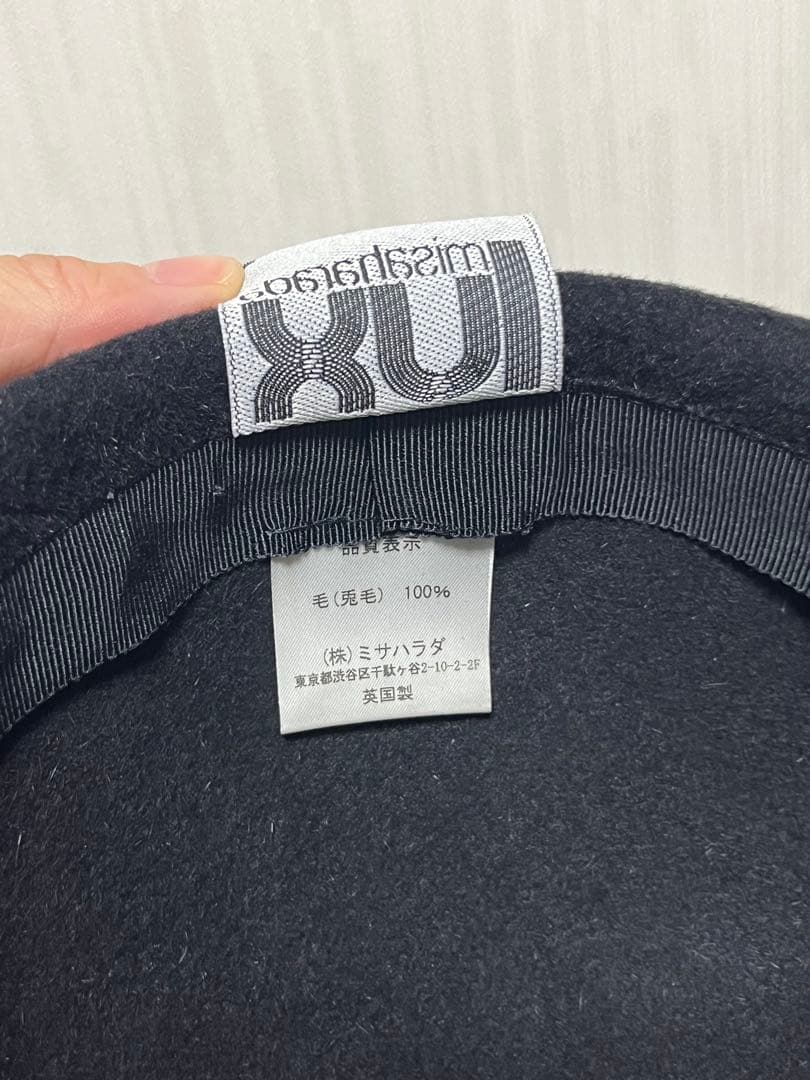 misaharada
lux
品質表示
毛(兎毛) 100%
(株)ミサハラダ
東京都渋谷区千駄ヶ谷2-10-2-2F
英国製